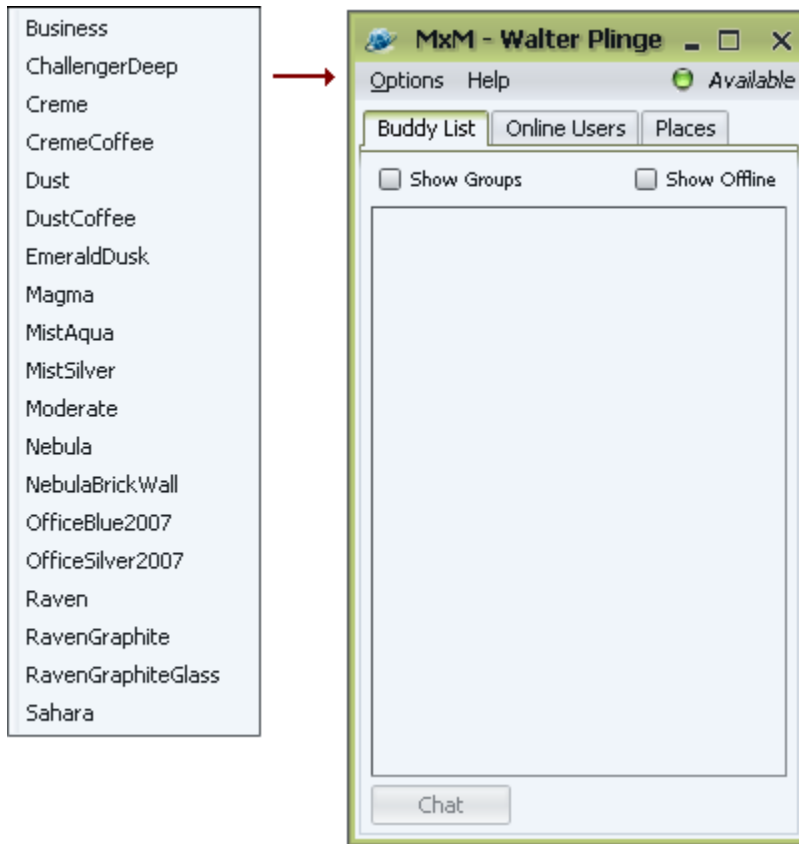 Business
ChallengerDeep
Creme
CremeCoffee
Dust
DustCoffee
EmeraldDusk
Magma
MistAqua
MistSilver
Moderate
Nebula
NebulaBrickWall
OfficeBlue2007
OfficeSilver2007
Raven
RavenGraphite
RavenGraphiteGlass
Sahara
MxM - Walter Plinge
Options Help Available
Buddy List Online Users Places
Show Groups Show Offline
Chat